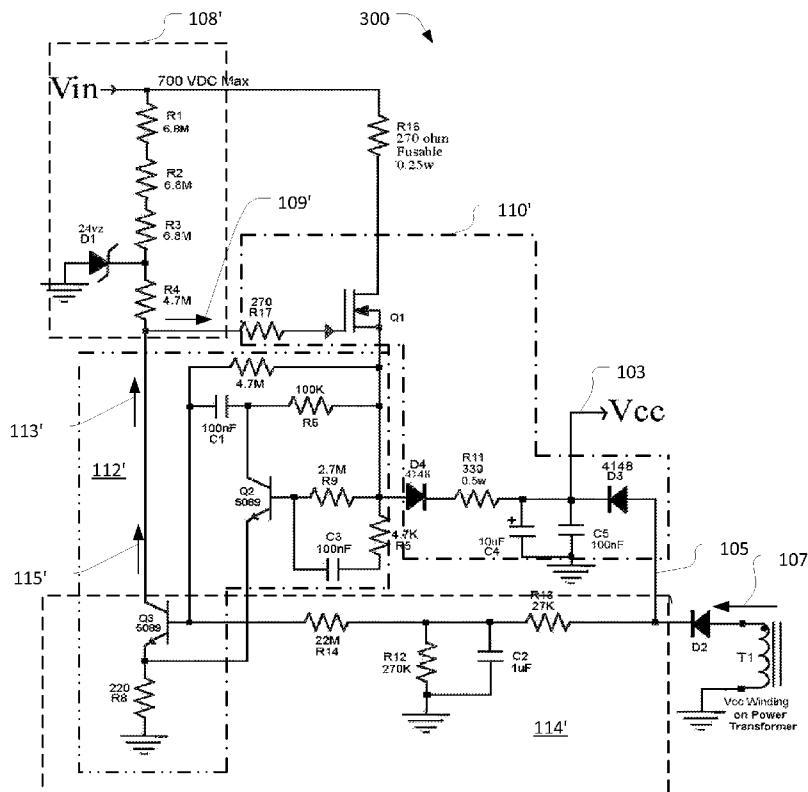 108'
300
Vin
700 VDC Max
R1
6.8M
R2
6.8M
R3
6.8M
R4
4.7M
24vz
D1
109'
R16
270 ohm
Fusable
0.25w
110'
270
R17
Q1
4.7M
100nF
C1
100K
R6
103
Vcc
113'
112'
Q2
5089
2.7M
R9
D4
4148
R11
330
0.5w
4148
D3
C3
100nF
4.7K
R5
10uF
C4
C5
100nF
115'
105
107
Q3
5089
22M
R14
R13
27K
R12
270K
C2
1uF
D2
T1
220
R8
Vcc Winding
on Power
Transformer
114'